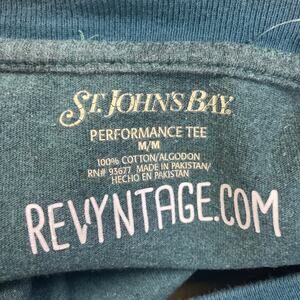 ST. JOHN'S BAY.
PERFORMANCE TEE
M/M
100% COTTON/ALGODON
RN# 93677 MADE IN PAKISTAN/
HECHO EN PAKISTAN
REVYNTAGE.COM